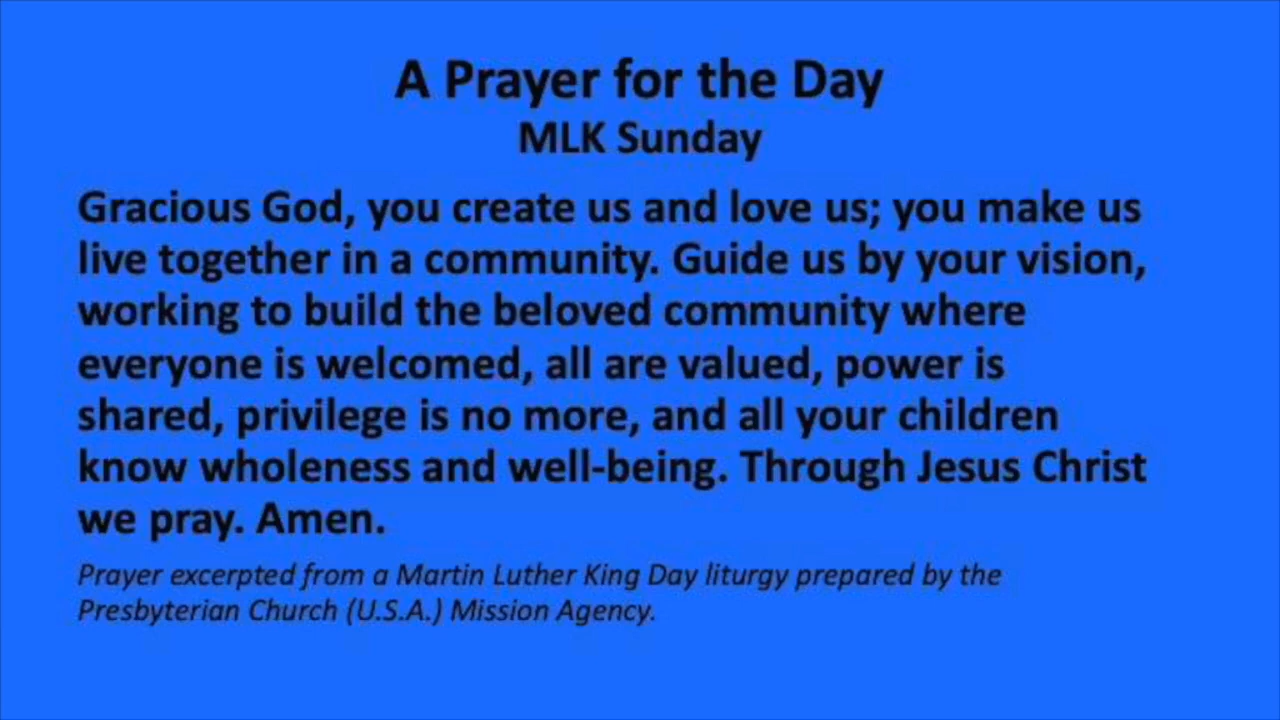 A Prayer for the Day
MLK Sunday
Gracious God, you create us and love us; you make us
live together in a community. Guide us by your vision,
working to build the beloved community where
everyone is welcomed, all are valued, power is
shared, privilege is no more, and all your children
know wholeness and well-being. Through Jesus Christ
we pray. Amen.
Prayer excerpted from a Martin Luther King Day liturgy prepared by the
Presbyterian Church (U.S.A.) Mission Agency.